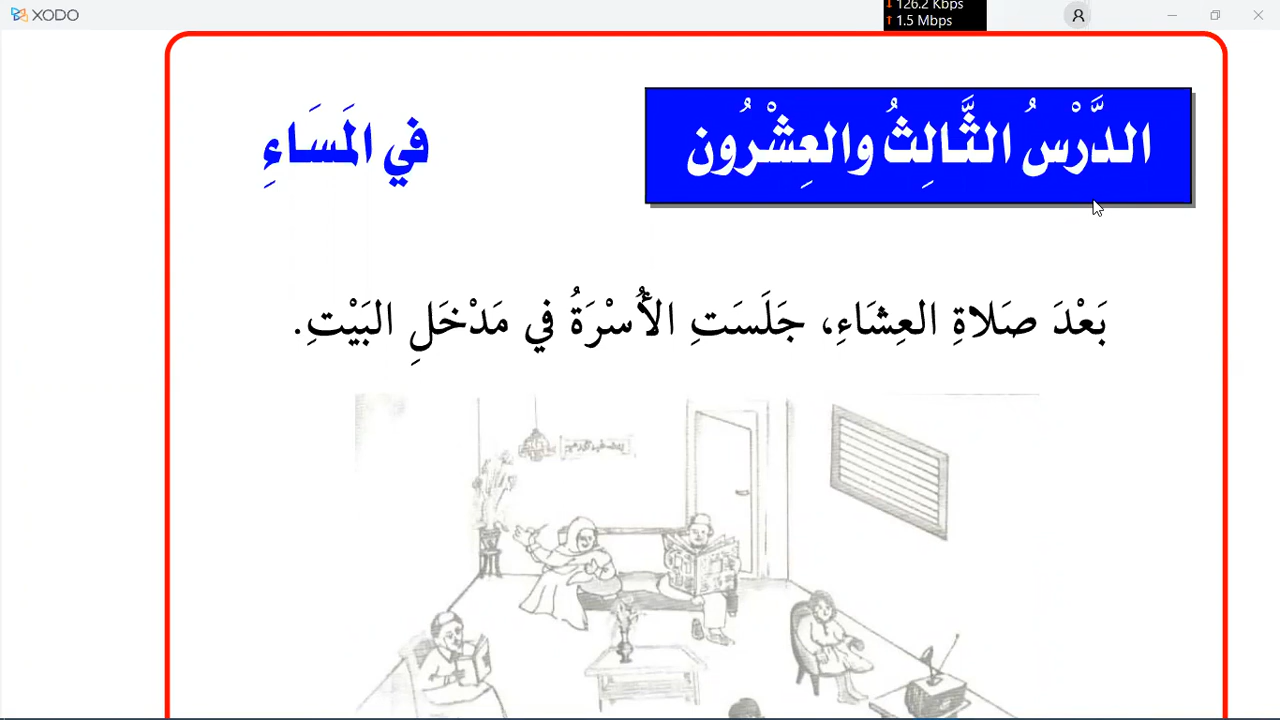 XODO
126.2 Kbps
1.5 Mbps
الدَّرْسُ الثَّالِثُ والعِشْرُون
في المَسَاءِ
بَعْدَ صَلاةِ العِشَاءِ، جَلَسَتِ الأُسْرَةُ في مَدْخَلِ البَيْتِ.